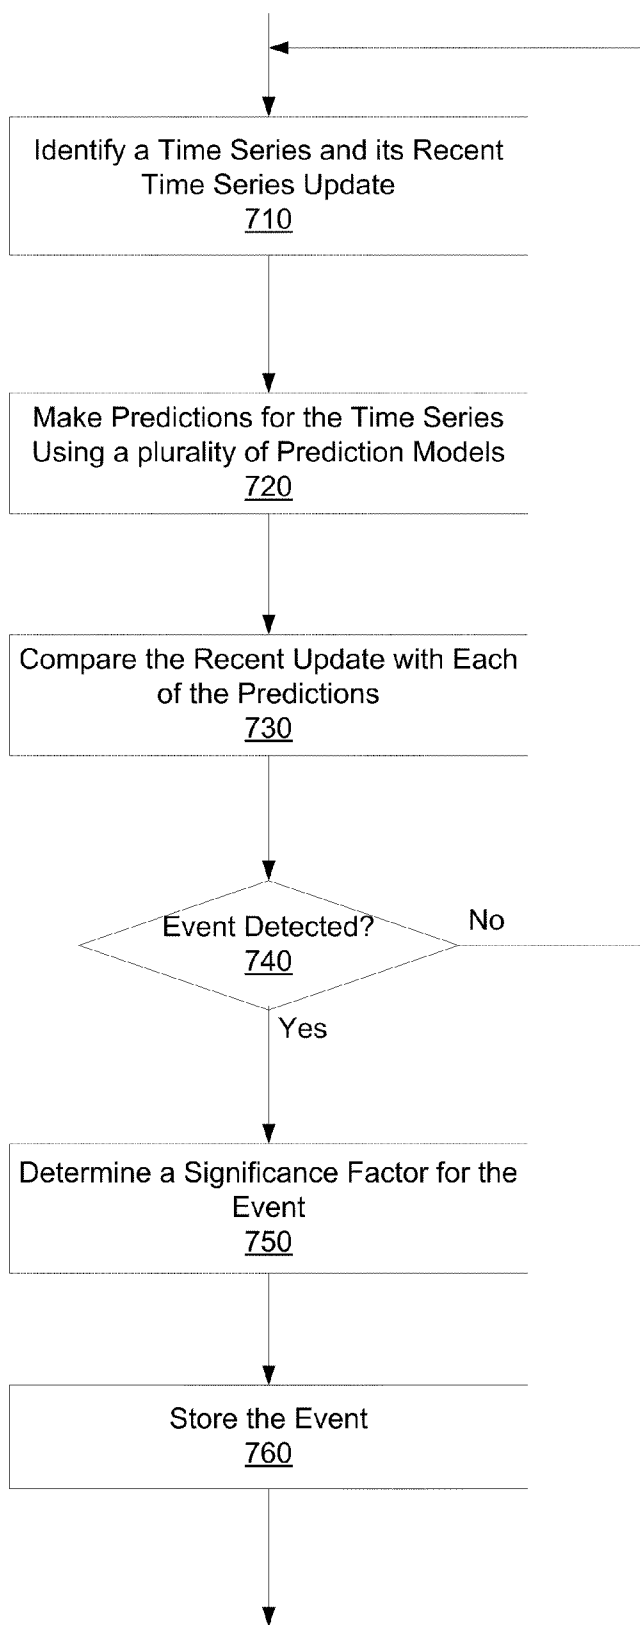 Identify a Time Series and its Recent
Time Series Update
710
Make Predictions for the Time Series
Using a plurality of Prediction Models
720
Compare the Recent Update with Each
of the Predictions
730
Event Detected?
740
No
Yes
Determine a Significance Factor for the
Event
750
Store the Event
760